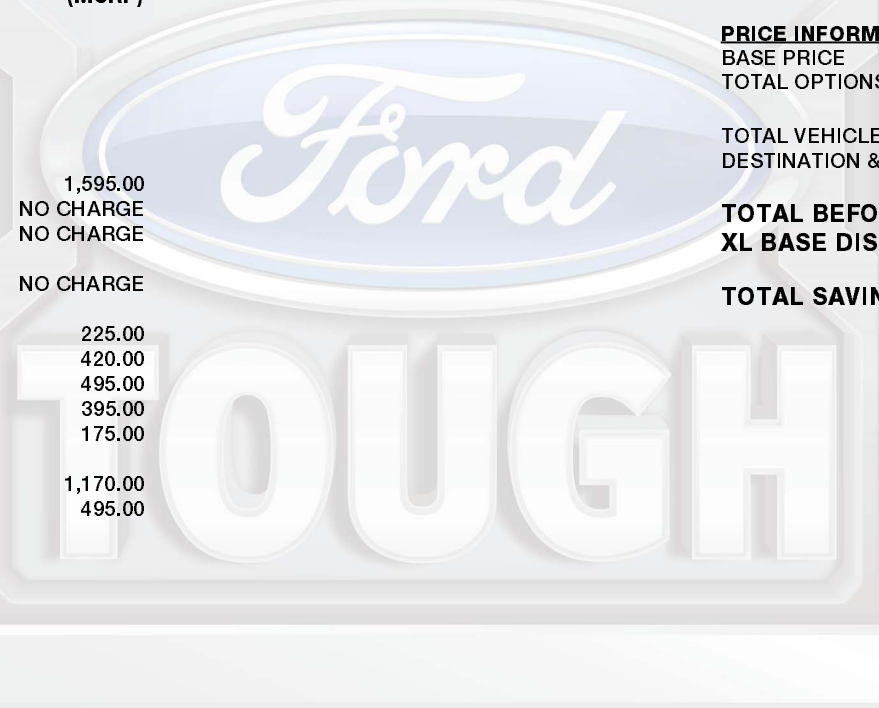 (MSRP)
1,595.00
NO CHARGE
NO CHARGE
NO CHARGE
225.00
420.00
495.00
395.00
175.00
1,170.00
495.00
PRICE INFORM
BASE PRICE
TOTAL OPTIONS
TOTAL VEHICLE
DESTINATION &
TOTAL BEFO
XL BASE DIS
TOTAL SAVIN
Ford
TOUGH